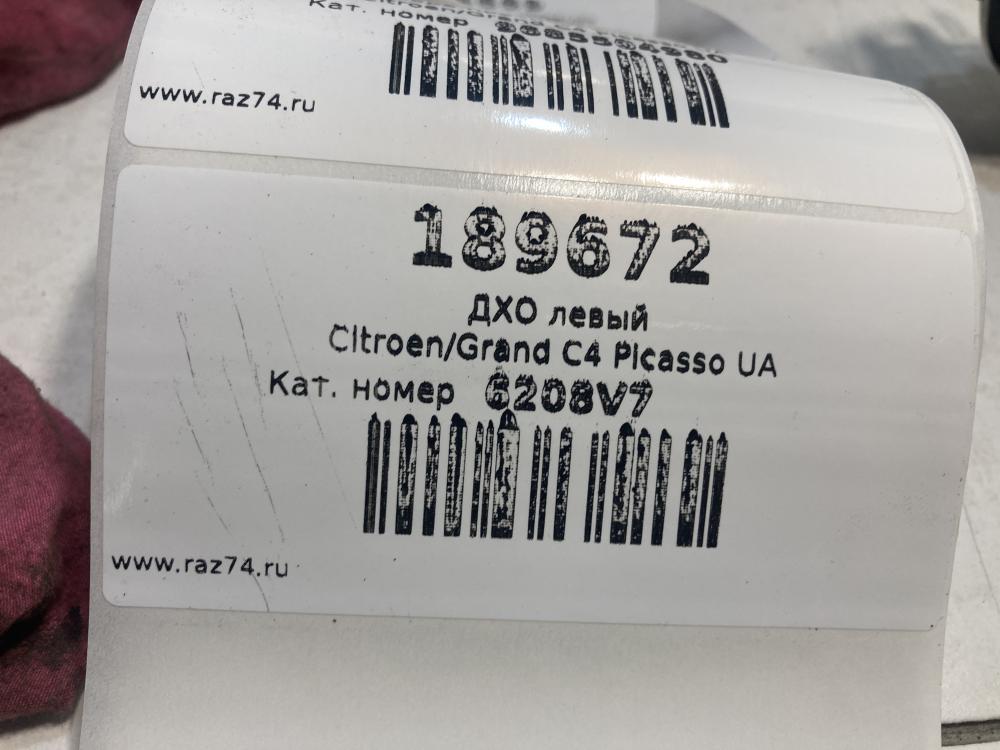 Кат. номер
www.raz74.ru
189672
ДХО левый
Citroen/Grand C4 Picasso UA
Кат. номер 6208V7
www.raz74.ru